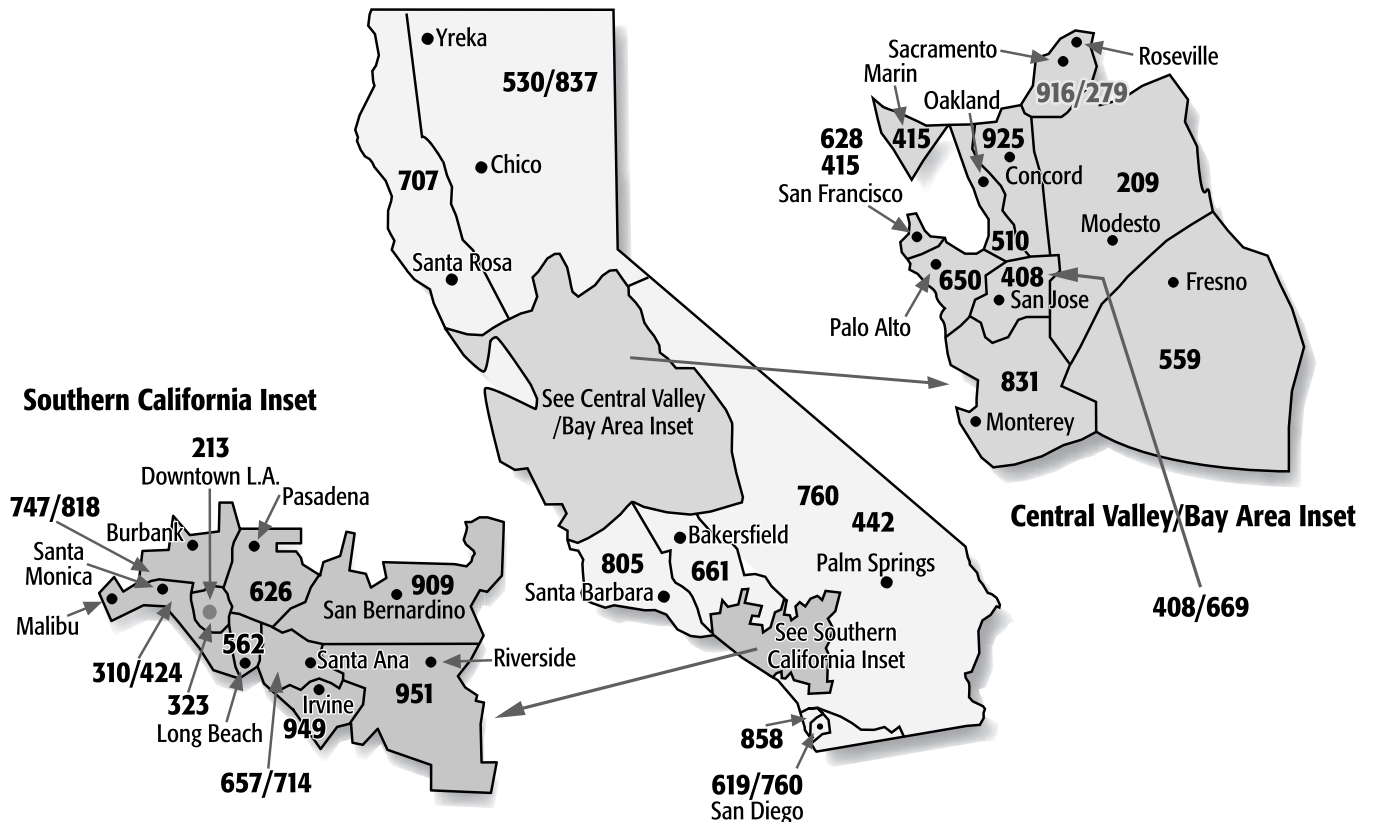 Yreka
530/837
Chico
707
Santa Rosa
See Central Valley
/Bay Area Inset
760
442
Bakersfield
805
661
Palm Springs
Santa Barbara
See Southern
California Inset
858
619/760
San Diego
Sacramento
Roseville
Marin
916/279
Oakland
628
415
415
925
Concord
209
San Francisco
Modesto
510
650
408
Fresno
San Jose
Palo Alto
559
831
Monterey
Central Valley/Bay Area Inset
408/669
Southern California Inset
213
Downtown L.A.
747/818
Pasadena
Burbank
Santa
Monica
626
909
San Bernardino
Malibu
562
Santa Ana
Riverside
310/424
951
323
Irvine
Long Beach
949
657/714